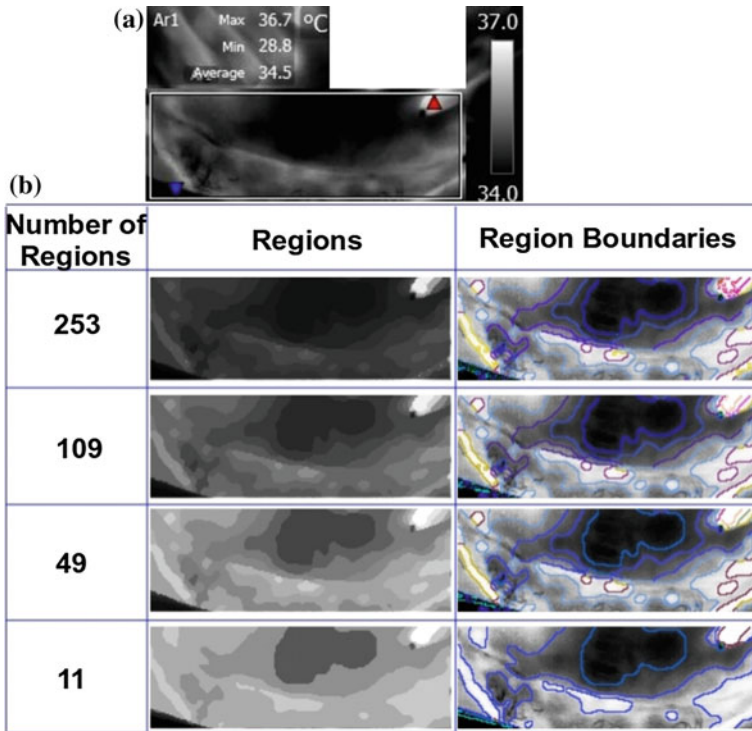 (a)
Ar1 Max 36.7 °C
Min 28.8
Average 34.5
37.0
34.0
(b)
Number of Regions Regions Region Boundaries
253
109
49
11